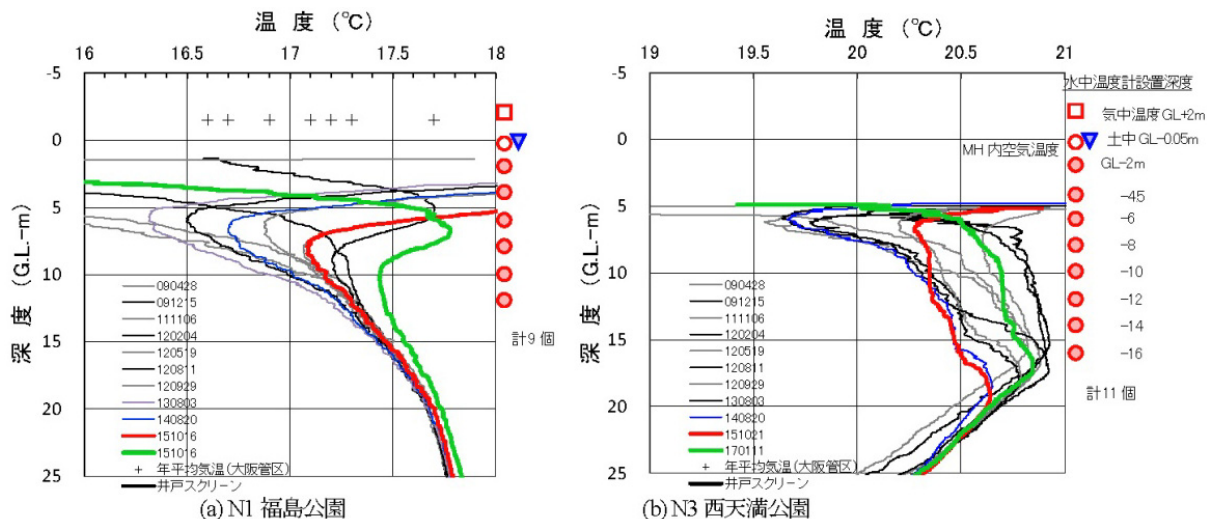 温 度 (℃)
16 16.5 17 17.5 18
-5
0
5
10
15
20
25
深 度 (G.L.-m)
090428
091215
111106
120204
120519
120811
120929
130803
140820
151016
151016
年平均気温(大阪管区)
井戸スクリーン
計9個
(a) N1 福島公園
温 度 (℃)
19 19.5 20 20.5 21
-5
0
5
10
15
20
25
深 度 (G.L.-m)
MH 内空気温度
090428
091215
111106
120204
120519
120811
120929
130803
140820
151021
170111
年平均気温(大阪管区)
井戸スクリーン
水中温度計設置深度
気中温度 GL+2m
土中 GL-0.05m
GL-2m
-45
-6
-8
-10
-12
-14
-16
計11個
(b) N3 西天満公園